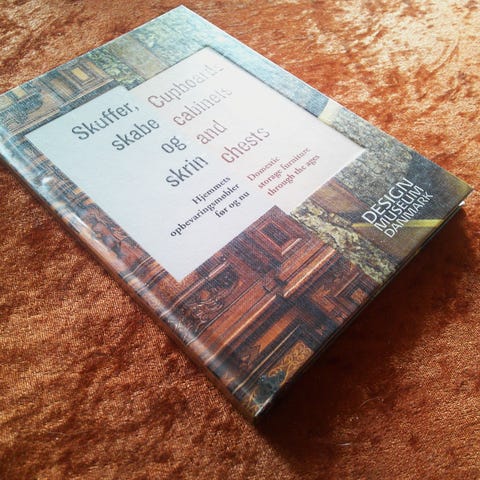 Skuffer,
skabe
og
skrin
Cupboards
cabinets
and
chests
Hjemmets
opbevaringsmøbler
før og nu
Domestic
storage furniture
through the ages
DESIGN
MUSEUM
DANMARK